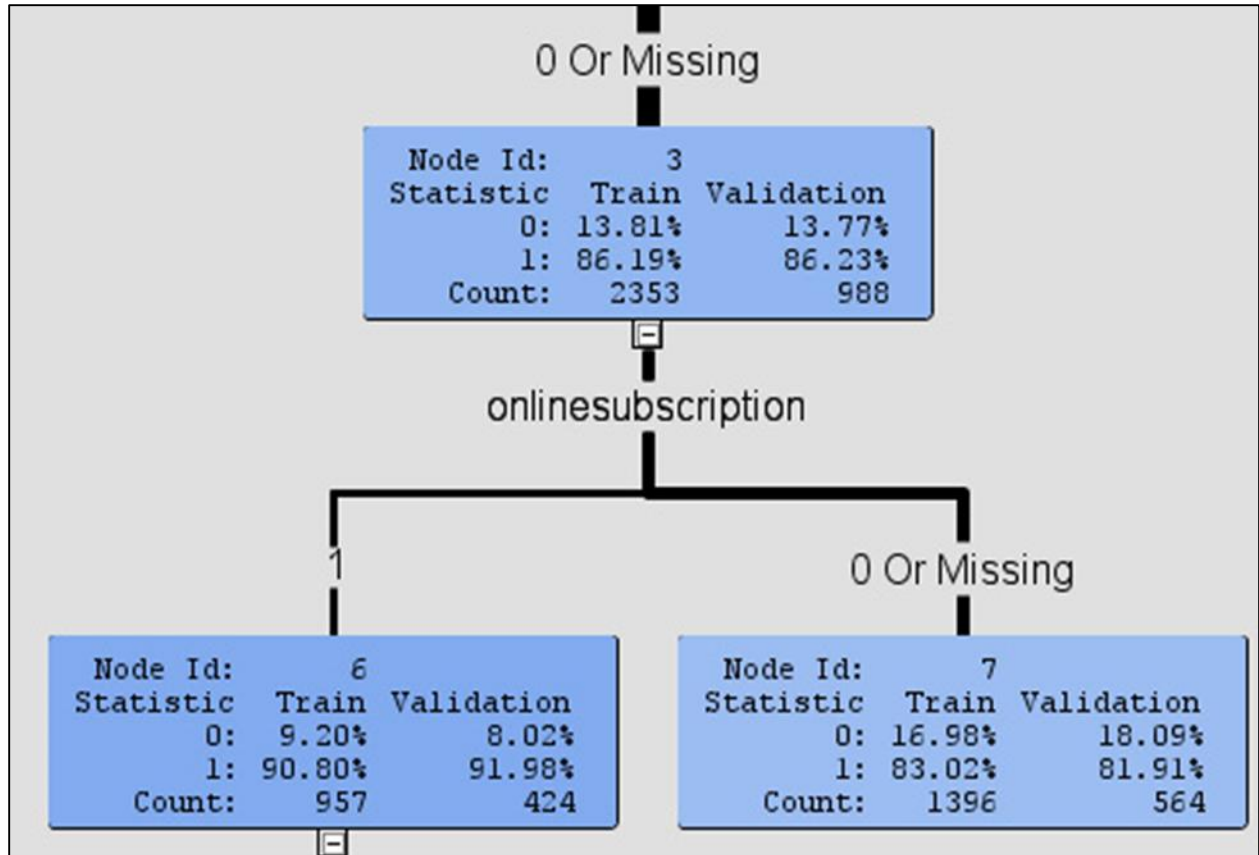 0 Or Missing
Node Id: 3
Statistic Train Validation
0: 13.81% 13.77%
1: 86.19% 86.23%
Count: 2353 988
onlinesubscription
1
0 Or Missing
Node Id: 6
Statistic Train Validation
0: 9.20% 8.02%
1: 90.80% 91.98%
Count: 957 424
Node Id: 7
Statistic Train Validation
0: 16.98% 18.09%
1: 83.02% 81.91%
Count: 1396 564